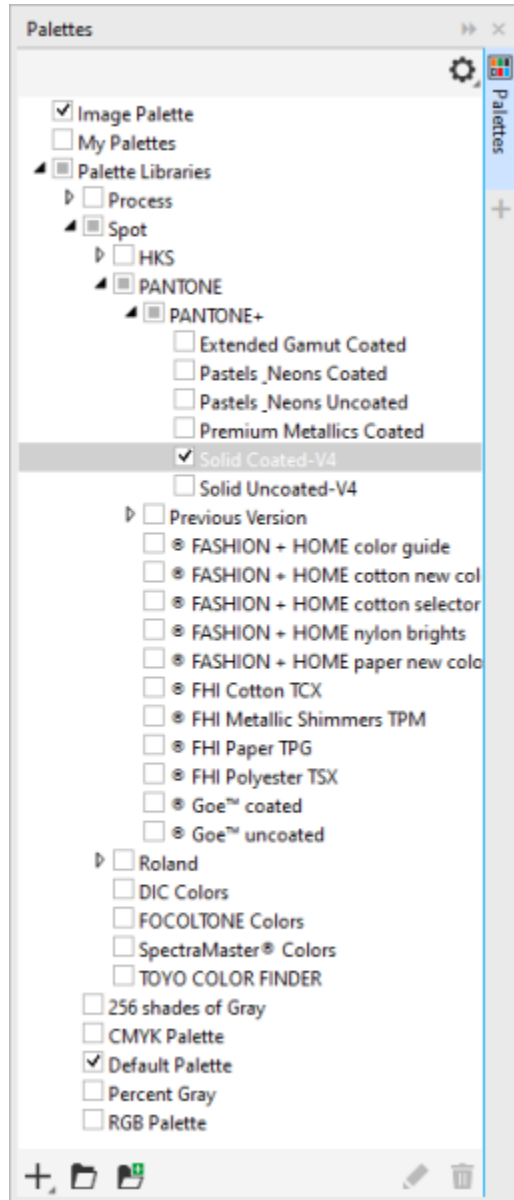 Palettes
Image Palette
My Palettes
Palette Libraries
Process
Spot
HKS
PANTONE
PANTONE+
Extended Gamut Coated
Pastels_Neons Coated
Pastels_Neons Uncoated
Premium Metallics Coated
Solid Coated-V4
Solid Uncoated-V4
Previous Version
® FASHION + HOME color guide
® FASHION + HOME cotton new col
® FASHION + HOME cotton selector
® FASHION + HOME nylon brights
® FASHION + HOME paper new colo
® FHI Cotton TCX
® FHI Metallic Shimmers TPM
® FHI Paper TPG
® FHI Polyester TSX
® Goe™ coated
® Goe™ uncoated
Roland
DIC Colors
FOCOLTONE Colors
SpectraMaster® Colors
TOYO COLOR FINDER
256 shades of Gray
CMYK Palette
Default Palette
Percent Gray
RGB Palette
Palettes